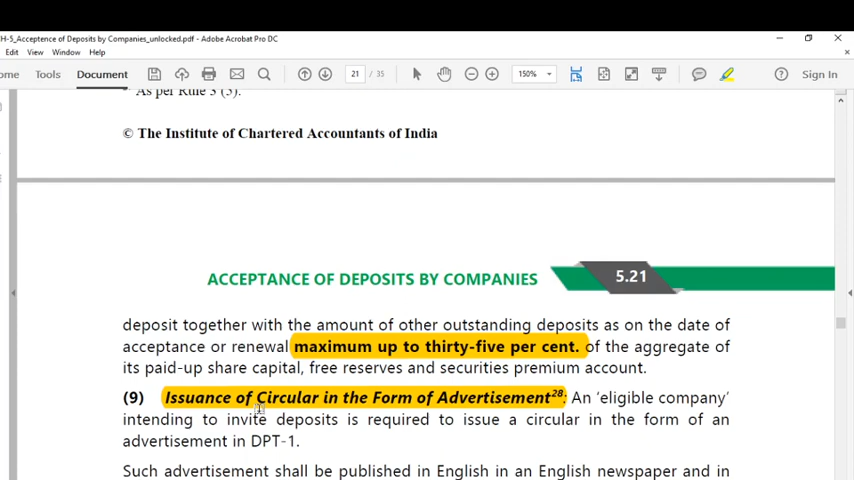 H-5_Acceptance of Deposits by Companies_unlocked.pdf - Adobe Acrobat Pro DC
Edit View Window Help
ome Tools Document 21 / 35 150% Sign In
As per Rule 3 (5).
© The Institute of Chartered Accountants of India
ACCEPTANCE OF DEPOSITS BY COMPANIES 5.21
deposit together with the amount of other outstanding deposits as on the date of
acceptance or renewal maximum up to thirty-five per cent. of the aggregate of
its paid-up share capital, free reserves and securities premium account.
(9) Issuance of Circular in the Form of Advertisement²⁸: An ‘eligible company’
intending to invite deposits is required to issue a circular in the form of an
advertisement in DPT-1.
Such advertisement shall be published in English in an English newspaper and in